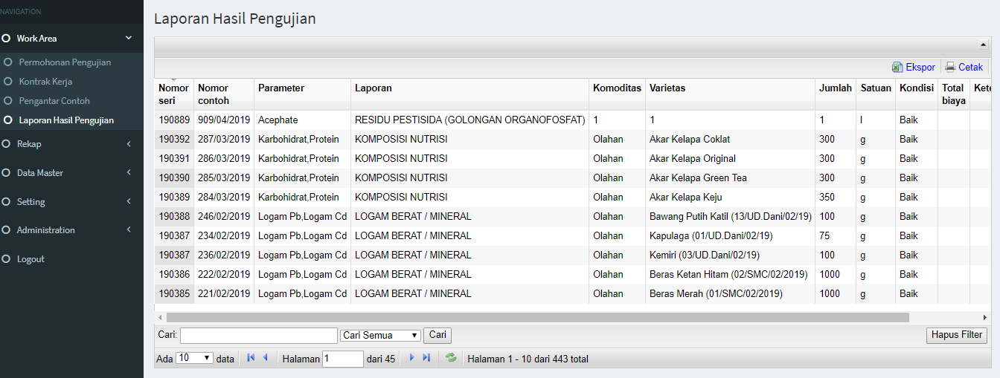 NAVIGATION
Work Area
Permohonan Pengujian
Kontrak Kerja
Pengantar Contoh
Laporan Hasil Pengujian
Rekap
Data Master
Setting
Administration
Logout
Laporan Hasil Pengujian
Ekspor Cetak
Nomor seri Nomor contoh Parameter Laporan Komoditas Varietas Jumlah Satuan Kondisi Total biaya Kete
190889 909/04/2019 Acephate RESIDU PESTISIDA (GOLONGAN ORGANOFOSFAT) 1 1 1 l Baik
190392 287/03/2019 Karbohidrat,Protein KOMPOSISI NUTRISI Olahan Akar Kelapa Coklat 300 g Baik
190391 286/03/2019 Karbohidrat,Protein KOMPOSISI NUTRISI Olahan Akar Kelapa Original 300 g Baik
190390 285/03/2019 Karbohidrat,Protein KOMPOSISI NUTRISI Olahan Akar Kelapa Green Tea 300 g Baik
190389 284/03/2019 Karbohidrat,Protein KOMPOSISI NUTRISI Olahan Akar Kelapa Keju 350 g Baik
190388 246/02/2019 Logam Pb,Logam Cd LOGAM BERAT / MINERAL Olahan Bawang Putih Katil (13/UD.Dani/02/19) 100 g Baik
190387 234/02/2019 Logam Pb,Logam Cd LOGAM BERAT / MINERAL Olahan Kapulaga (01/UD.Dani/02/19) 75 g Baik
190387 236/02/2019 Logam Pb,Logam Cd LOGAM BERAT / MINERAL Olahan Kemiri (03/UD.Dani/02/19) 100 g Baik
190386 222/02/2019 Logam Pb,Logam Cd LOGAM BERAT / MINERAL Olahan Beras Ketan Hitam (02/SMC/02/2019) 1000 g Baik
190385 221/02/2019 Logam Pb,Logam Cd LOGAM BERAT / MINERAL Olahan Beras Merah (01/SMC/02/2019) 1000 g Baik
Cari: Cari Semua Cari Hapus Filter
Ada 10 data Halaman 1 dari 45 Halaman 1 - 10 dari 443 total